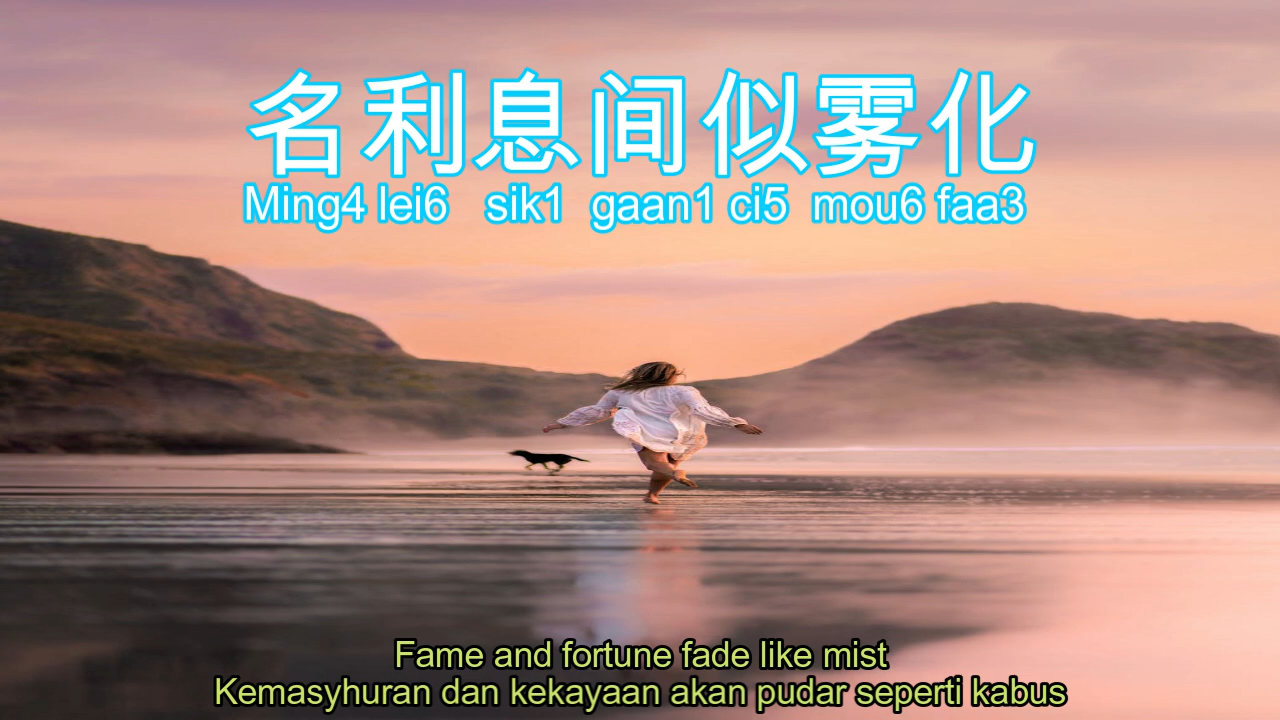 名利息间似雾化
Ming4 lei6 sik1 gaan1 ci5 mou6 faa3
Fame and fortune fade like mist
Kemasyhuran dan kekayaan akan pudar seperti kabus